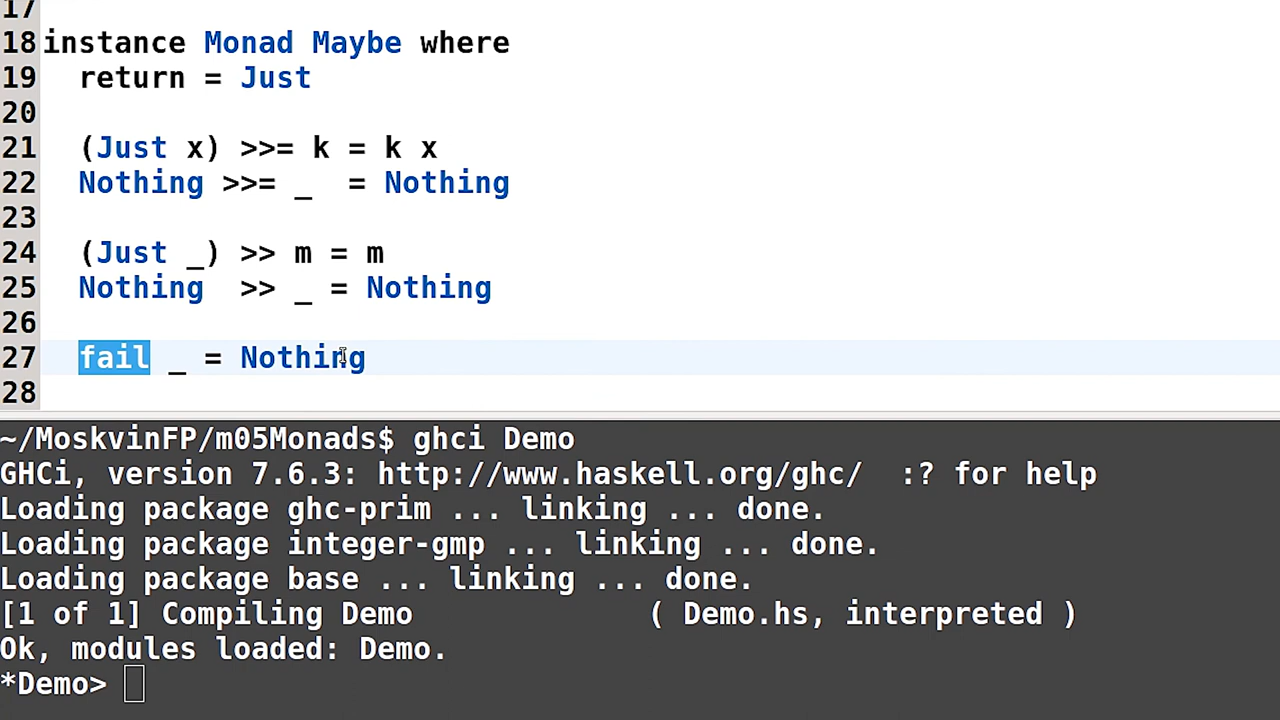 17
18 instance Monad Maybe where
19   return = Just
20
21   (Just x) >>= k = k x
22   Nothing >>= _  = Nothing
23
24   (Just _) >> m = m
25   Nothing  >> _ = Nothing
26
27   fail _ = Nothing
28
~/MoskvinFP/m05Monads$ ghci Demo
GHCi, version 7.6.3: http://www.haskell.org/ghc/  :? for help
Loading package ghc-prim ... linking ... done.
Loading package integer-gmp ... linking ... done.
Loading package base ... linking ... done.
[1 of 1] Compiling Demo             ( Demo.hs, interpreted )
Ok, modules loaded: Demo.
*Demo>